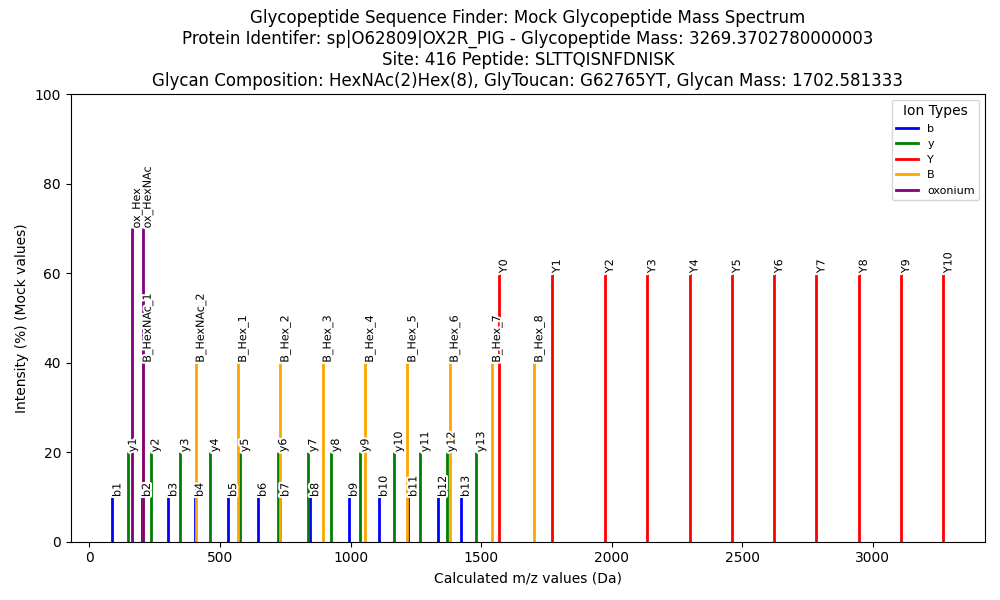 Glycopeptide Sequence Finder: Mock Glycopeptide Mass Spectrum
Protein Identifer: sp|O62809|OX2R_PIG - Glycopeptide Mass: 3269.3702780000003
Site: 416 Peptide: SLTTQISNFDNISK
Glycan Composition: HexNAc(2)Hex(8), GlyToucan: G62765YT, Glycan Mass: 1702.581333
Intensity (%) (Mock values)
100
80
60
40
20
0
Ion Types
b
y
Y
B
oxonium
ox_Hex
ox_HexNAc
Y0
Y1
Y2
Y3
Y4
Y5
Y6
Y7
Y8
Y9
Y10
B_HexNAc_1
B_HexNAc_2
B_Hex_1
B_Hex_2
B_Hex_3
B_Hex_4
B_Hex_5
B_Hex_6
B_Hex_7
B_Hex_8
y1
y2
y3
y4
y5
y6
y7
y8
y9
y10
y11
y12
y13
b1
b2
b3
b4
b5
b6
b7
b8
b9
b10
b11
b12
b13
0
500
1000
1500
2000
2500
3000
Calculated m/z values (Da)